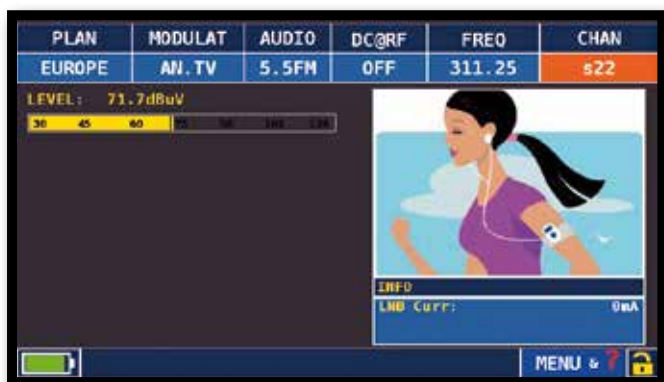 PLAN MODULAT AUDIO DC@RF FREQ CHAN
EUROPE AN.TV 5.5FM OFF 311.25 s22
LEVEL: 71.7dBuV
30 45 60
INFO
LNB Curr: 0mA
MENU & ?